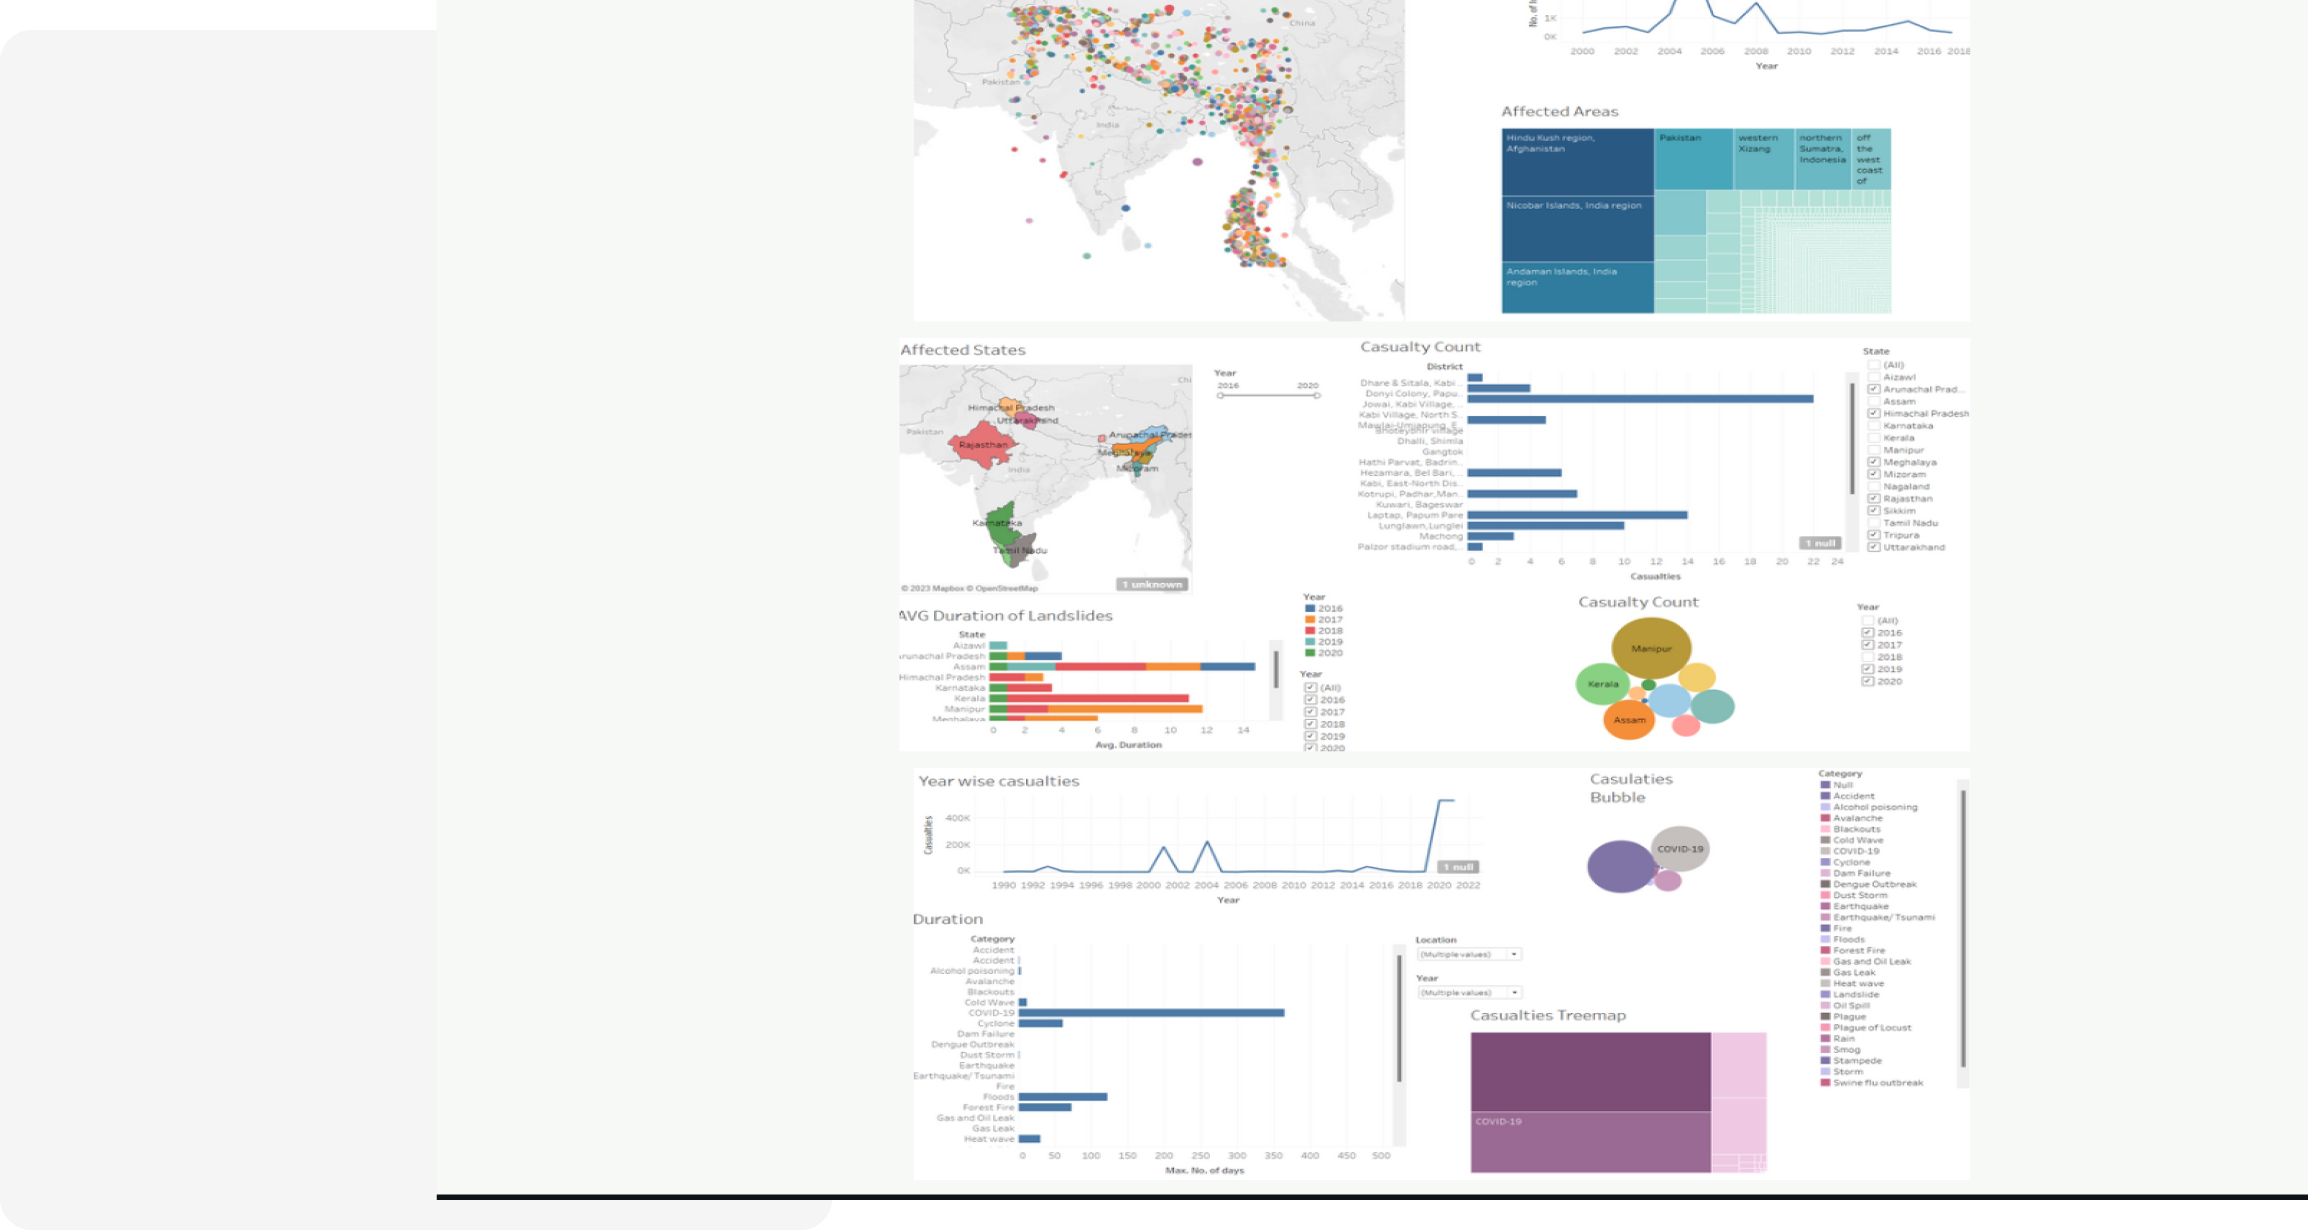 China
Pakistan
India
No. of
1K
0K
2000 2002 2004 2006 2008 2010 2012 2014 2016 2018
Year
Affected Areas
Hindu Kush region,
Afghanistan
Pakistan
western
Xizang
northern
Sumatra,
Indonesia
off
the
west
coast
of
Nicobar Islands, India region
Andaman Islands, India
region
Affected States
Chi
Himachal Pradesh
Uttarakhand
Pakistan
Rajasthan
Arunachal Prades
Meghalaya
India
Mizoram
Karnataka
Tamil Nadu
© 2023 Mapbox © OpenStreetMap
1 unknown
Year
2016 2020
Casualty Count
District
Dhare & Sitala, Kabi ..
Donyi Colony, Papu..
Jowai, Kabi Village, ..
Kabi Village, North S..
Mawlai-Umjapung, E..
Bhoteydhir village
Dhalli, Shimla
Gangtok
Hathi Parvat, Badrin..
Hezamara, Bel Bari, ..
Kabi, East-North Dis..
Kotrupi, Padhar,Man..
Kuwari, Bageswar
Laptap, Papum Pare
Lunglawn,Lunglei
Machong
Palzor stadium road,..
1 null
0 2 4 6 8 10 12 14 16 18 20 22 24
Casualties
State
(All)
Aizawl
Arunachal Prad...
Assam
Himachal Pradesh
Karnataka
Kerala
Manipur
Meghalaya
Mizoram
Nagaland
Rajasthan
Sikkim
Tamil Nadu
Tripura
Uttarakhand
AVG Duration of Landslides
State
Aizawl
Arunachal Pradesh
Assam
Himachal Pradesh
Karnataka
Kerala
Manipur
Meghalaya
0 2 4 6 8 10 12 14
Avg. Duration
Year
2016
2017
2018
2019
2020
Year
(All)
2016
2017
2018
2019
2020
Casualty Count
Manipur
Kerala
Assam
Year
(All)
2016
2017
2018
2019
2020
Year wise casualties
Casualties
400K
200K
0K
1 null
1990 1992 1994 1996 1998 2000 2002 2004 2006 2008 2010 2012 2014 2016 2018 2020 2022
Year
Casulaties
Bubble
COVID-19
Category
Null
Accident
Alcohol poisoning
Avalanche
Blackouts
Cold Wave
COVID-19
Cyclone
Dam Failure
Dengue Outbreak
Dust Storm
Earthquake
Earthquake/ Tsunami
Fire
Floods
Forest Fire
Gas and Oil Leak
Gas Leak
Heat wave
Landslide
Oil Spill
Plague
Plague of Locust
Rain
Smog
Stampede
Storm
Swine flu outbreak
Duration
Category
Accident
Accident
Alcohol poisoning
Avalanche
Blackouts
Cold Wave
COVID-19
Cyclone
Dam Failure
Dengue Outbreak
Dust Storm
Earthquake
Earthquake/ Tsunami
Fire
Floods
Forest Fire
Gas and Oil Leak
Gas Leak
Heat wave
0 50 100 150 200 250 300 350 400 450 500
Max. No. of days
Location
(Multiple values)
Year
(Multiple values)
Casualties Treemap
COVID-19